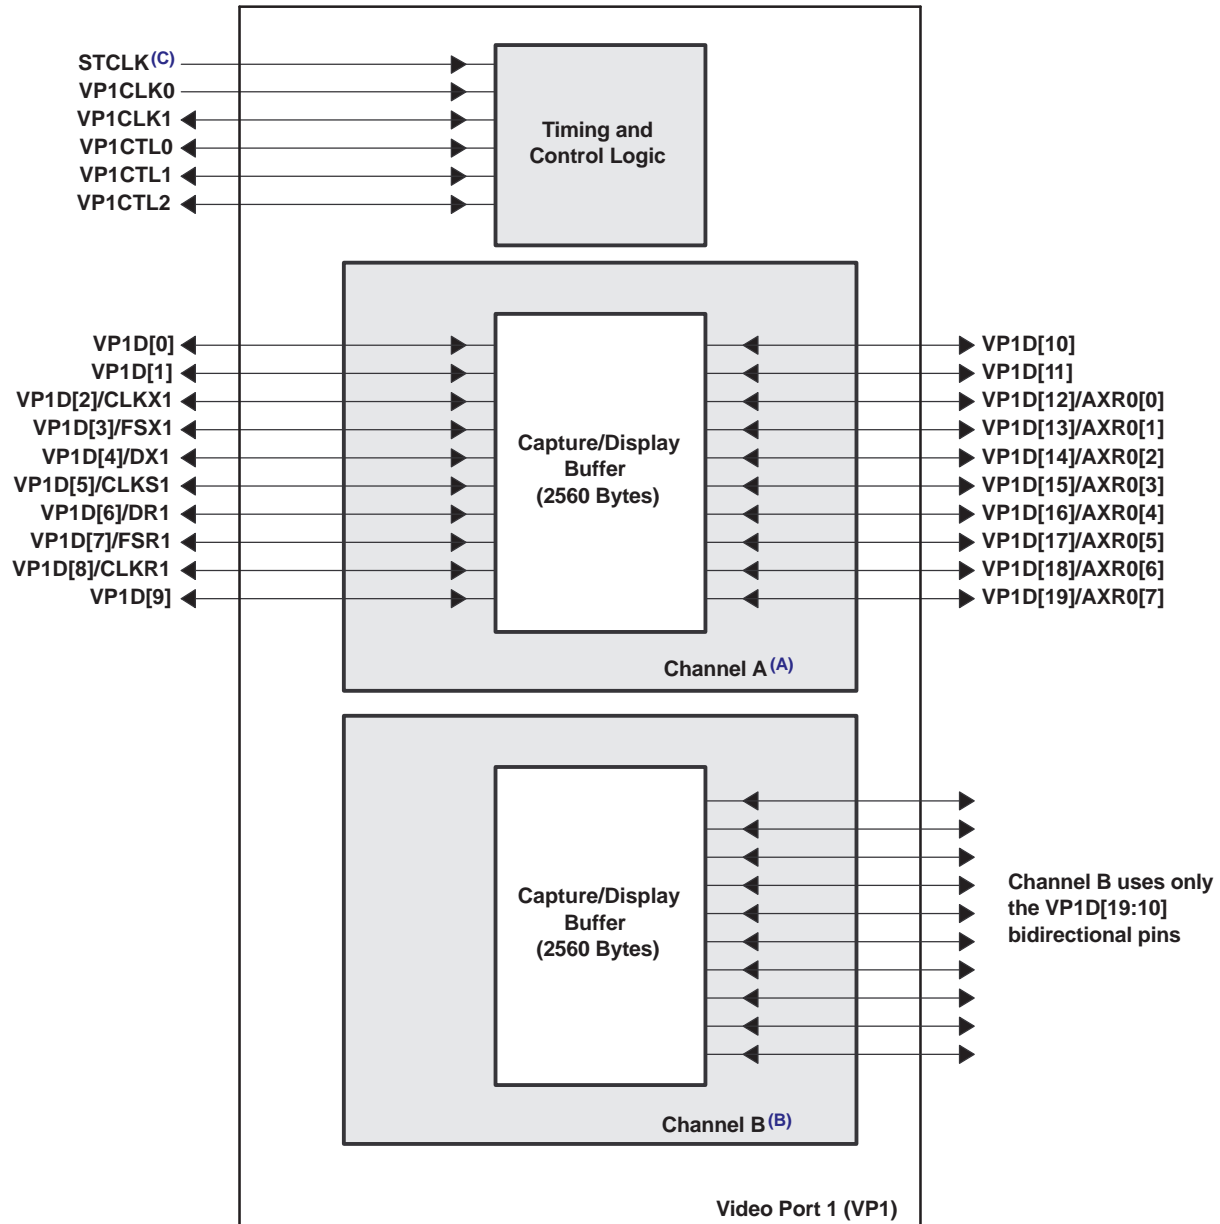 STCLK(C)
VP1CLK0
VP1CLK1
VP1CTL0
VP1CTL1
VP1CTL2
Timing and
Control Logic
VP1D[0]
VP1D[1]
VP1D[2]/CLKX1
VP1D[3]/FSX1
VP1D[4]/DX1
VP1D[5]/CLKS1
VP1D[6]/DR1
VP1D[7]/FSR1
VP1D[8]/CLKR1
VP1D[9]
Capture/Display
Buffer
(2560 Bytes)
VP1D[10]
VP1D[11]
VP1D[12]/AXR0[0]
VP1D[13]/AXR0[1]
VP1D[14]/AXR0[2]
VP1D[15]/AXR0[3]
VP1D[16]/AXR0[4]
VP1D[17]/AXR0[5]
VP1D[18]/AXR0[6]
VP1D[19]/AXR0[7]
Channel A(A)
Capture/Display
Buffer
(2560 Bytes)
Channel B uses only
the VP1D[19:10]
bidirectional pins
Channel B(B)
Video Port 1 (VP1)